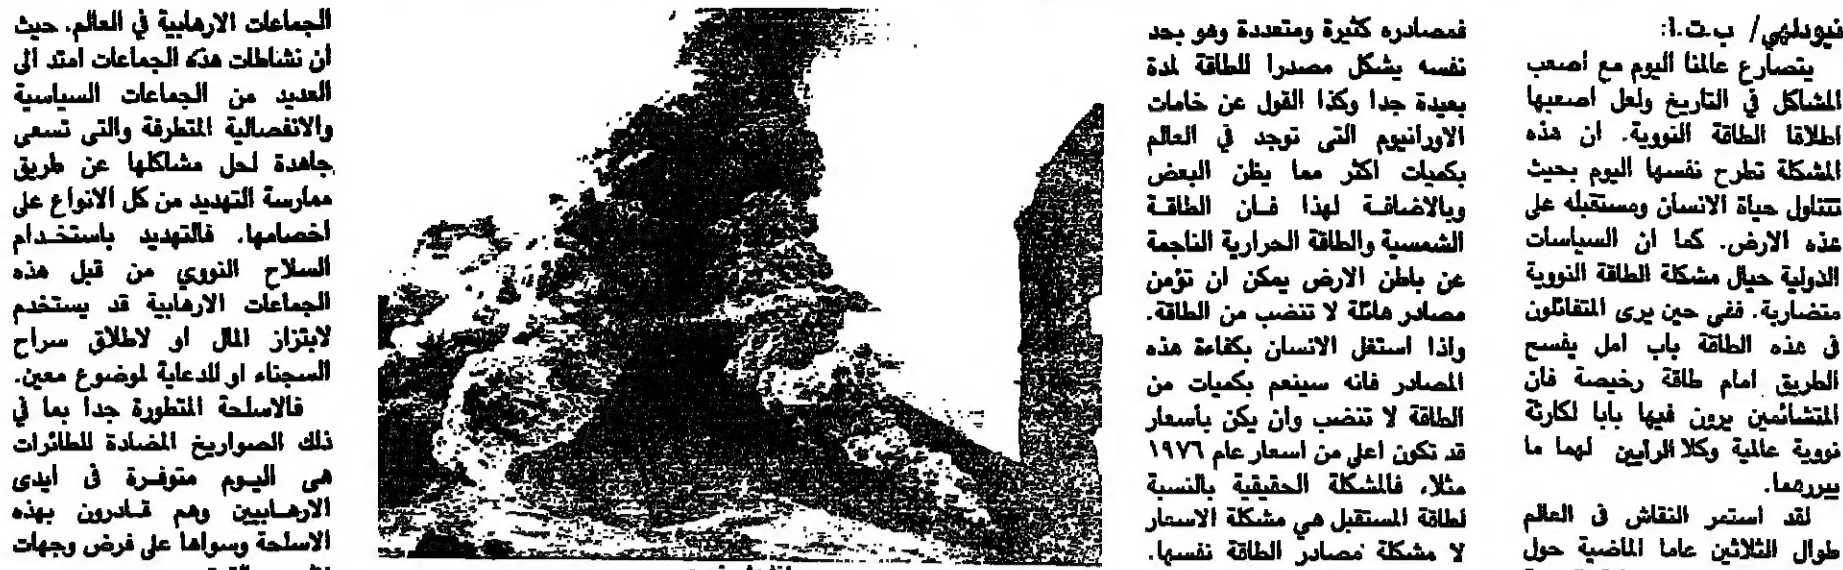 نيودلهي/ ب.ت.ا:
يتصارع عالمنا اليوم مع اصعب
المشاكل في التاريخ ولعل اصعبها
اطلاقا الطاقة النووية. ان هذه
المشكلة تطرح نفسها اليوم بحيث
تتناول حياة الانسان ومستقبله على
هذه الارض. كما ان السياسات
الدولية حيال مشكلة الطاقة النووية
متضاربة. ففي حين يرى المتفائلون
في هذه الطاقة باب امل يفسح
الطريق امام طاقة رخيصة فان
المتشائمين يرون فيها بابا لكارثة
نووية عالمية وكلا الرايين لهما ما
يبررهما.
لقد استمر النقاش في العالم
طوال الثلاثين عاما الماضية حول
فمصادره كثيرة ومتعددة وهو بحد
نفسه يشكل مصدرا للطاقة لمدة
بعيدة جدا وكذا القول عن خامات
الاورانيوم التى توجد في العالم
بكميات اكثر مما يظن البعض
وبالاضافة لهذا فان الطاقة
الشمسية والطاقة الحرارية الناجمة
عن باطن الارض يمكن ان تؤمن
مصادر هائلة لا تنضب من الطاقة.
واذا استغل الانسان بكفاءة هذه
المصادر فانه سينعم بكميات من
الطاقة لا تنضب وان يكن بأسعار
قد تكون اعلى من اسعار عام ١٩٧٦
مثلا، فالمشكلة الحقيقية بالنسبة
لطاقة المستقبل هي مشكلة الاسعار
لا مشكلة مصادر الطاقة نفسها.
الجماعات الارهابية في العالم. حيث
ان نشاطات هذه الجماعات امتد الى
العديد من الجماعات السياسية
والانفصالية المتطرفة والتى تسعى
جاهدة لحل مشاكلها عن طريق
ممارسة التهديد من كل الانواع على
اخصامها. فالتهديد باستخدام
السلاح النووي من قبل هذه
الجماعات الارهابية قد يستخدم
لابتزاز المال او لاطلاق سراح
السجناء او للدعاية لموضوع معين.
فالاسلحة المتطورة جدا بما في
ذلك الصواريخ المضادة للطائرات
هى اليوم متوفرة في ايدى
الارهابيين وهم قادرون بهذه
الاسلحة وسواها على فرض وجهات